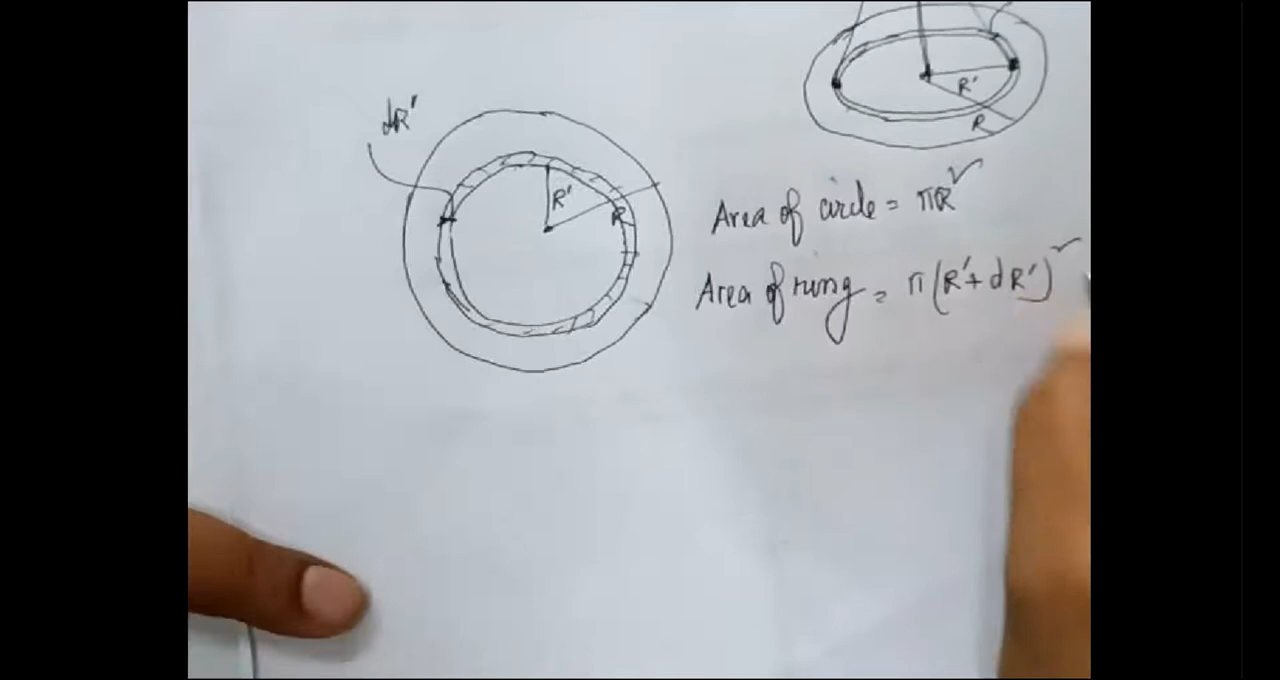 R'
R
dR'
R'
R
Area of circle = πR²
Area of ring = π(R'+dR')²